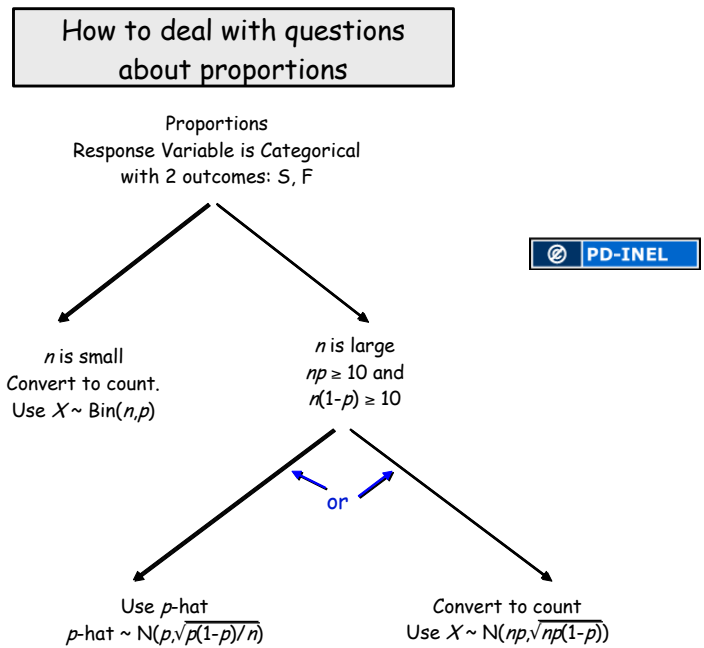 How to deal with questions
about proportions
Proportions
Response Variable is Categorical
with 2 outcomes: S, F
PD-INEL
n is small
Convert to count.
Use X ~ Bin(n,p)
n is large
np ≥ 10 and
n(1-p) ≥ 10
or
Use p-hat
p-hat ~ N(p,√p(1-p)/n)
Convert to count
Use X ~ N(np,√np(1-p))